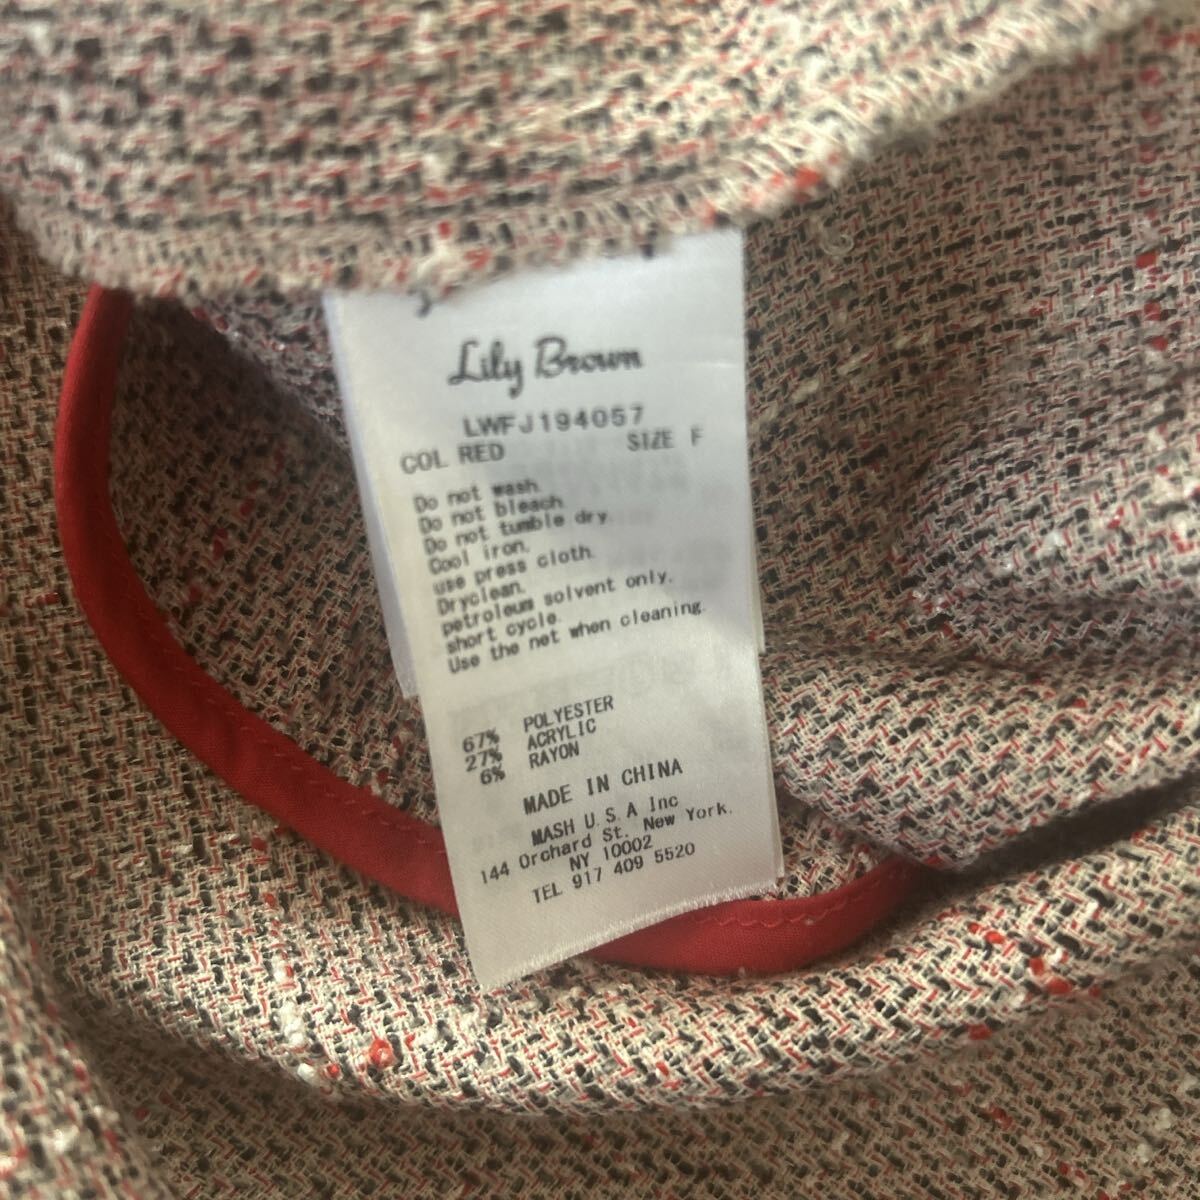 Lily Brown
LWFJ194057
COL RED SIZE F
Do not wash.
Do not bleach.
Do not tumble dry.
Cool iron.
use press cloth.
Dryclean.
petroleum solvent only.
short cycle.
Use the net when cleaning.
67% POLYESTER
27% ACRYLIC
6% RAYON
MADE IN CHINA
MASH U.S.A Inc
144 Orchard St. New York.
NY 10002
TEL 917 409 5520